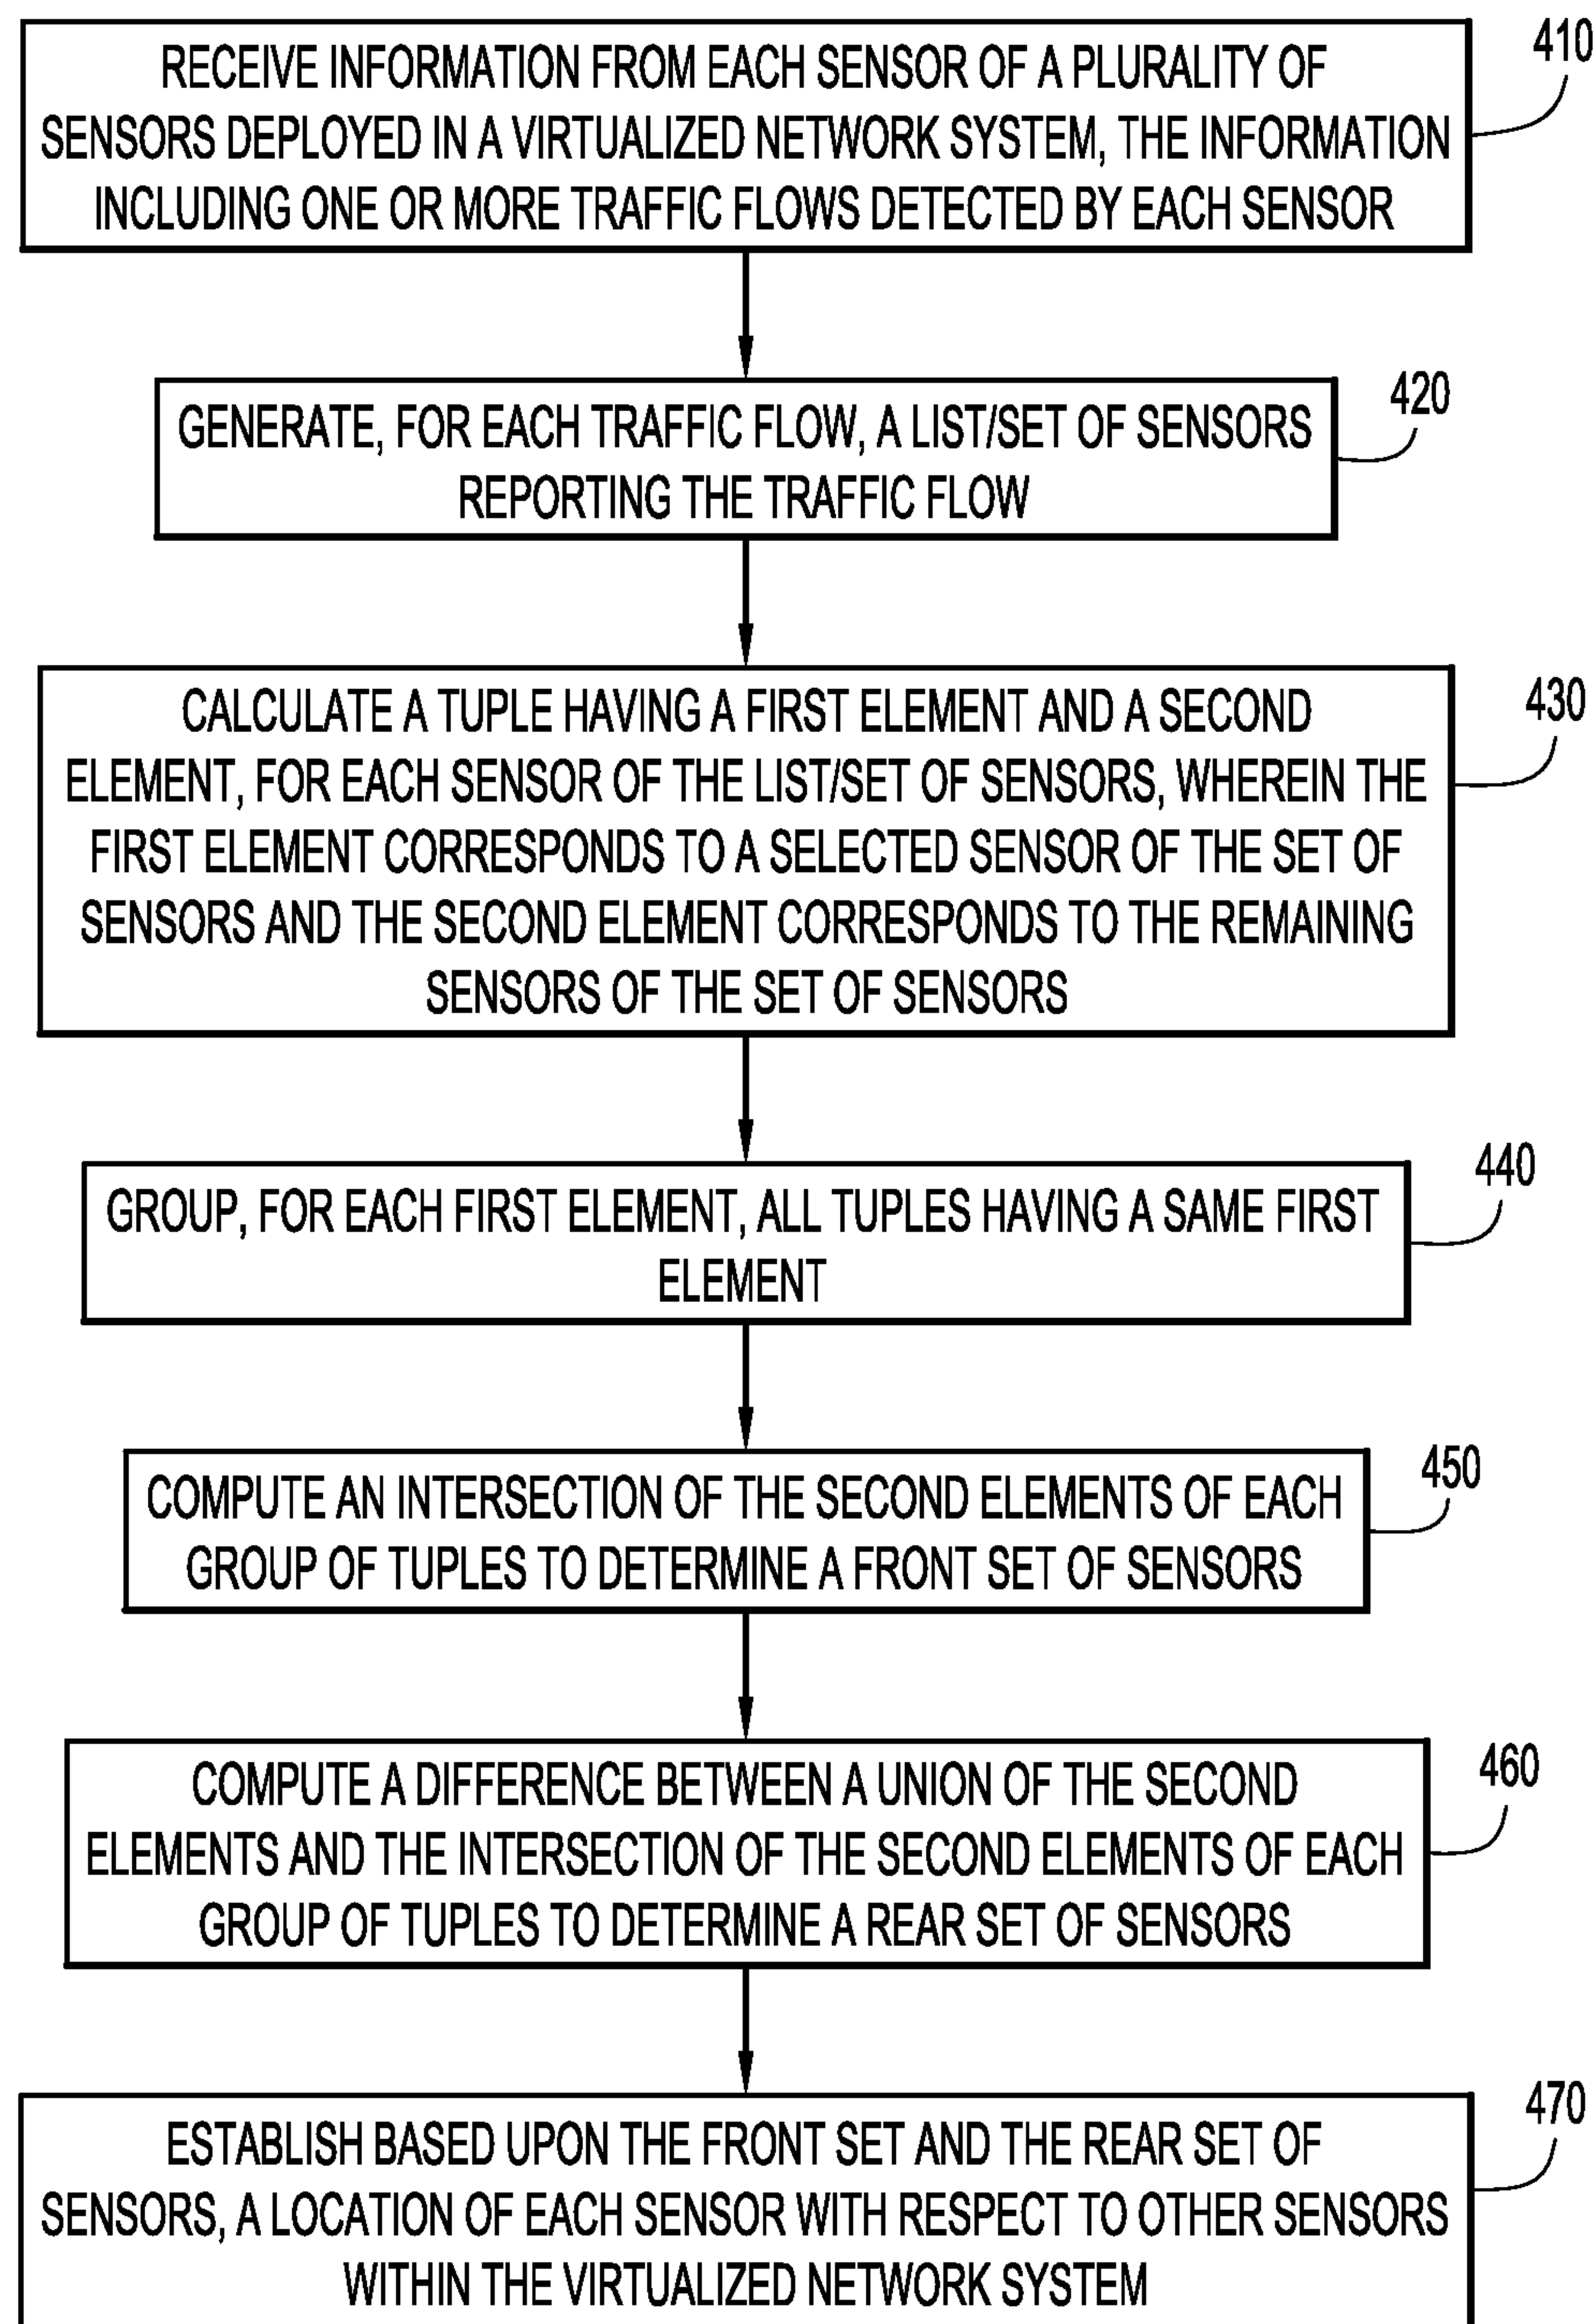 410
RECEIVE INFORMATION FROM EACH SENSOR OF A PLURALITY OF
SENSORS DEPLOYED IN A VIRTUALIZED NETWORK SYSTEM, THE INFORMATION
INCLUDING ONE OR MORE TRAFFIC FLOWS DETECTED BY EACH SENSOR
420
GENERATE, FOR EACH TRAFFIC FLOW, A LIST/SET OF SENSORS
REPORTING THE TRAFFIC FLOW
430
CALCULATE A TUPLE HAVING A FIRST ELEMENT AND A SECOND
ELEMENT, FOR EACH SENSOR OF THE LIST/SET OF SENSORS, WHEREIN THE
FIRST ELEMENT CORRESPONDS TO A SELECTED SENSOR OF THE SET OF
SENSORS AND THE SECOND ELEMENT CORRESPONDS TO THE REMAINING
SENSORS OF THE SET OF SENSORS
440
GROUP, FOR EACH FIRST ELEMENT, ALL TUPLES HAVING A SAME FIRST
ELEMENT
450
COMPUTE AN INTERSECTION OF THE SECOND ELEMENTS OF EACH
GROUP OF TUPLES TO DETERMINE A FRONT SET OF SENSORS
460
COMPUTE A DIFFERENCE BETWEEN A UNION OF THE SECOND
ELEMENTS AND THE INTERSECTION OF THE SECOND ELEMENTS OF EACH
GROUP OF TUPLES TO DETERMINE A REAR SET OF SENSORS
470
ESTABLISH BASED UPON THE FRONT SET AND THE REAR SET OF
SENSORS, A LOCATION OF EACH SENSOR WITH RESPECT TO OTHER SENSORS
WITHIN THE VIRTUALIZED NETWORK SYSTEM